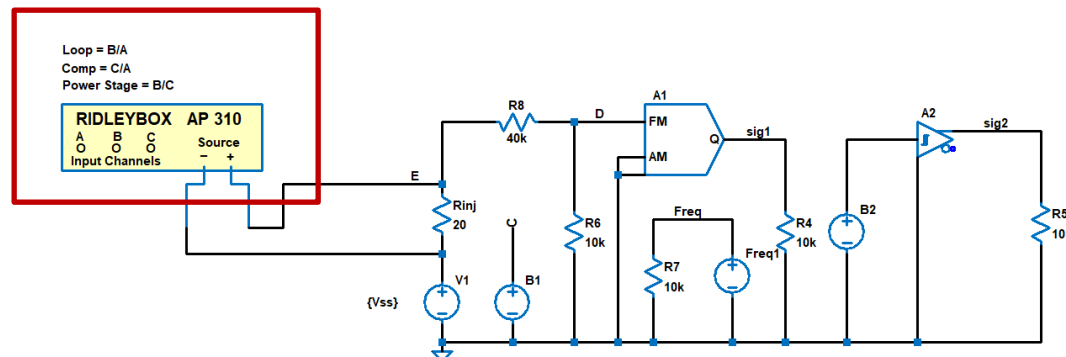 Loop = B/A
Comp = C/A
Power Stage = B/C
RIDLEYBOX AP 310
A B C Source
− +
Input Channels
E
Rinj
20
V1
{Vss}
C
B1
R8
40k
D
R6
10k
A1
FM
AM
Q
sig1
Freq
R7
10k
Freq1
R4
10k
B2
A2
sig2
R5
10